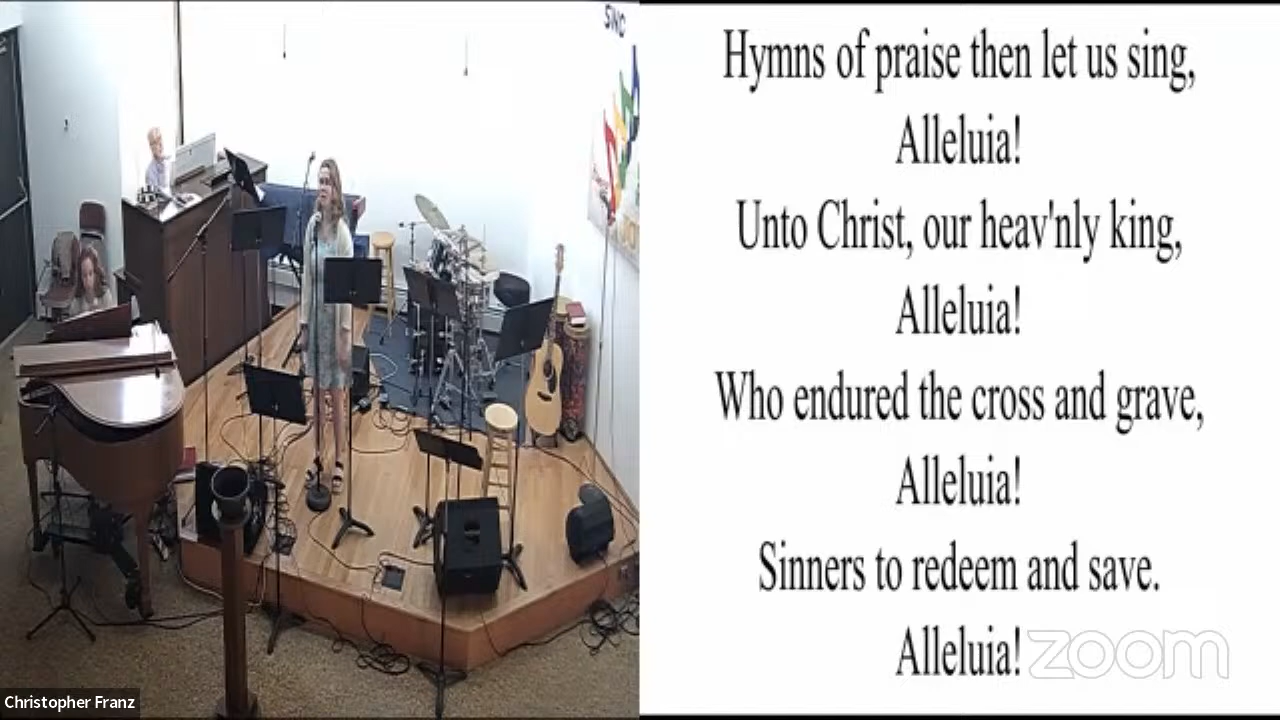 SING
Hymns of praise then let us sing,
Alleluia!
Unto Christ, our heav'nly king,
Alleluia!
Who endured the cross and grave,
Alleluia!
Sinners to redeem and save.
Alleluia!
zoom
Christopher Franz